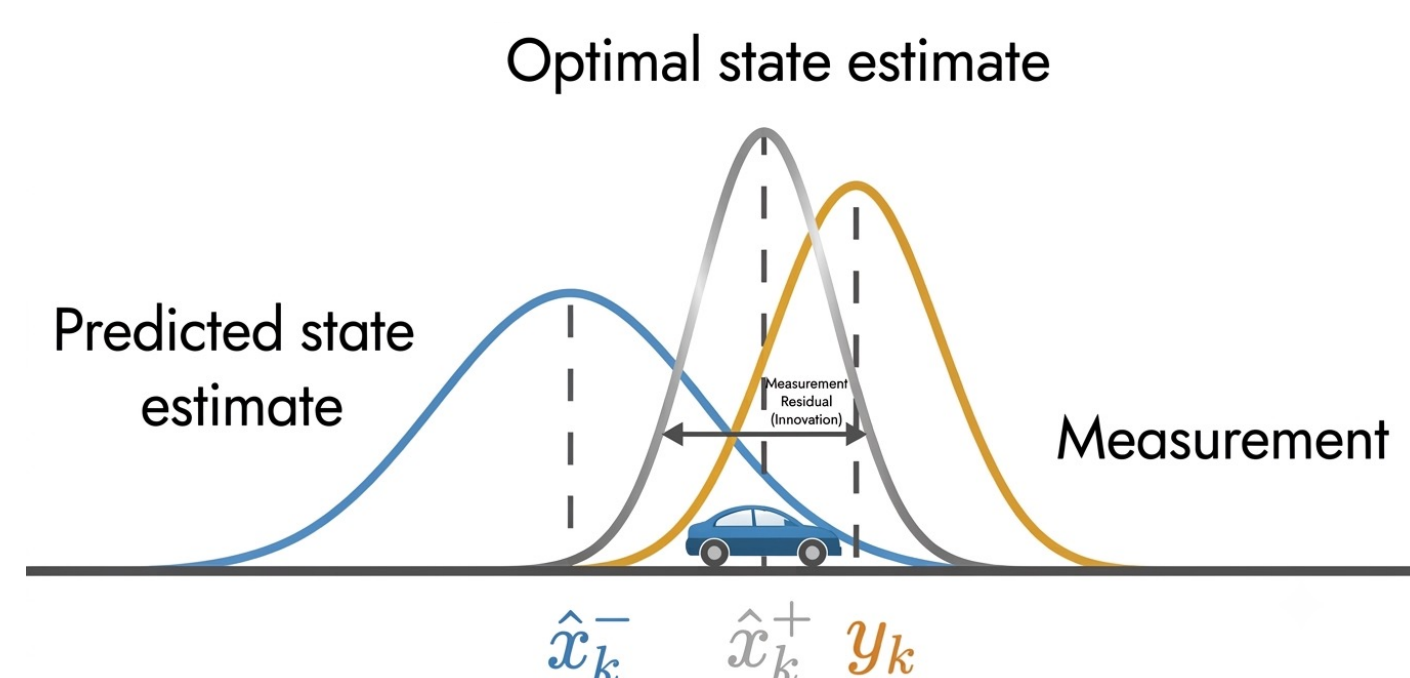 Optimal state estimate
Predicted state
estimate
Measurement
Residual
(Innovation)
Measurement
x̂ₖ⁻
x̂ₖ⁺
yₖ